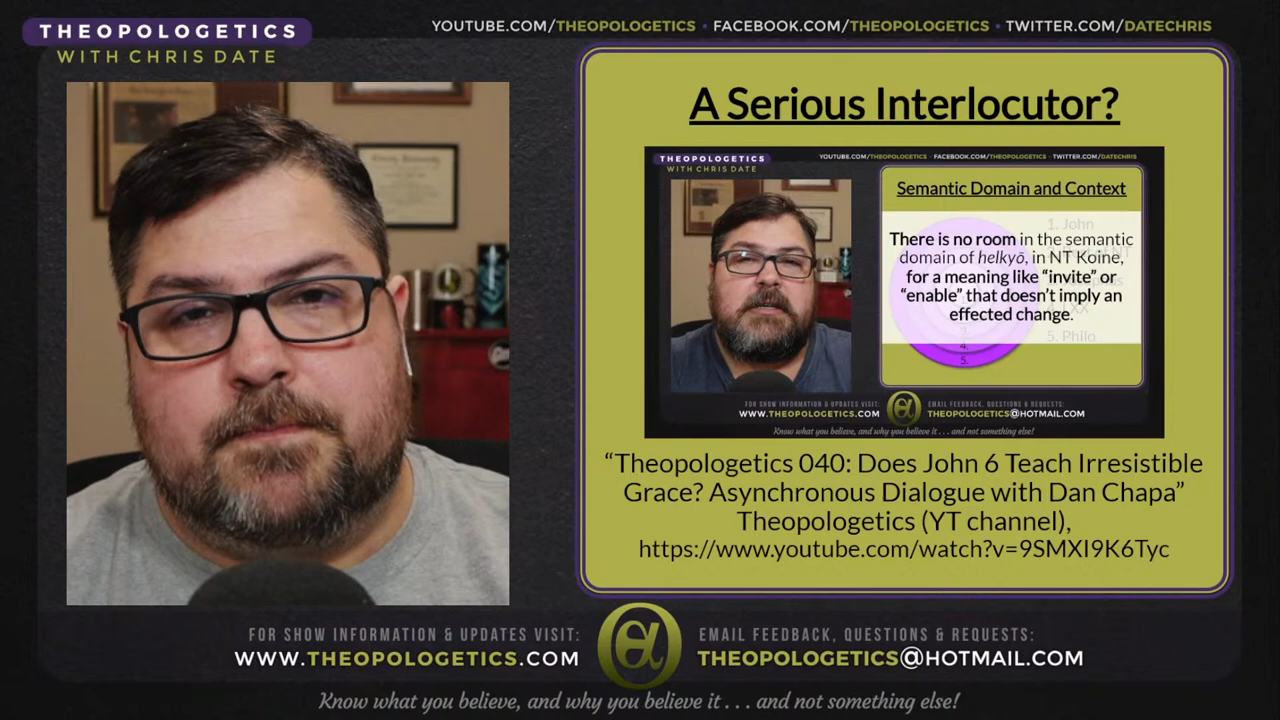 THEOPOLOGETICS
WITH CHRIS DATE
YOUTUBE.COM/THEOPOLOGETICS • FACEBOOK.COM/THEOPOLOGETICS • TWITTER.COM/DATECHRIS
A Serious Interlocutor?
THEOPOLOGETICS
WITH CHRIS DATE
YOUTUBE.COM/THEOPOLOGETICS • FACEBOOK.COM/THEOPOLOGETICS • TWITTER.COM/DATECHRIS
Semantic Domain and Context
1. John
There is no room in the semantic
domain of helkyō, in NT Koine,
for a meaning like “invite” or
“enable” that doesn’t imply an
effected change.
5. Philo
4.
5.
FOR SHOW INFORMATION & UPDATES VISIT:
WWW.THEOPOLOGETICS.COM
EMAIL FEEDBACK, QUESTIONS & REQUESTS:
THEOPOLOGETICS@HOTMAIL.COM
Know what you believe, and why you believe it . . . and not something else!
“Theopologetics 040: Does John 6 Teach Irresistible
Grace? Asynchronous Dialogue with Dan Chapa”
Theopologetics (YT channel),
https://www.youtube.com/watch?v=9SMXI9K6Tyc
FOR SHOW INFORMATION & UPDATES VISIT:
WWW.THEOPOLOGETICS.COM
EMAIL FEEDBACK, QUESTIONS & REQUESTS:
THEOPOLOGETICS@HOTMAIL.COM
Know what you believe, and why you believe it . . . and not something else!